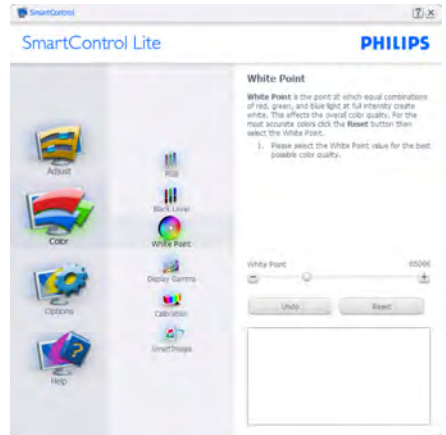 SmartControl
SmartControl Lite
PHILIPS
Adjust
Color
Options
Help
RGB
Black Level
White Point
Display Gamma
Calibration
SmartImage
White Point
White Point is the point at which equal combinations
of red, green, and blue light at full intensity create
white. This effects the overall color quality. For the
most accurate colors click the Reset button then
select the White Point.
1. Please select the White Point value for the best
possible color quality.
White Point 6506K
Undo Reset